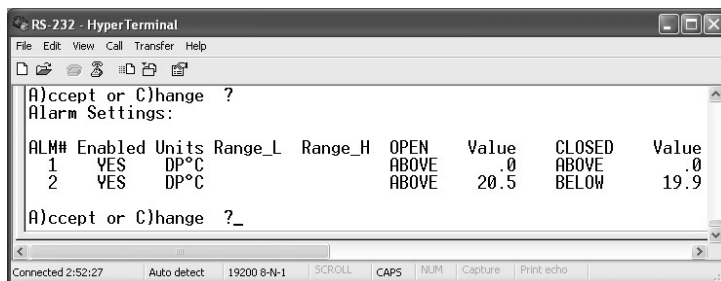 RS-232 - HyperTerminal
File Edit View Call Transfer Help
A)ccept or C)hange ?
Alarm Settings:
ALM# Enabled Units Range_L Range_H OPEN Value CLOSED Value
1 YES DP°C ABOVE .0 ABOVE .0
2 YES DP°C ABOVE 20.5 BELOW 19.9
A)ccept or C)hange ?_
Connected 2:52:27 Auto detect 19200 8-N-1 SCROLL CAPS NUM Capture Print echo